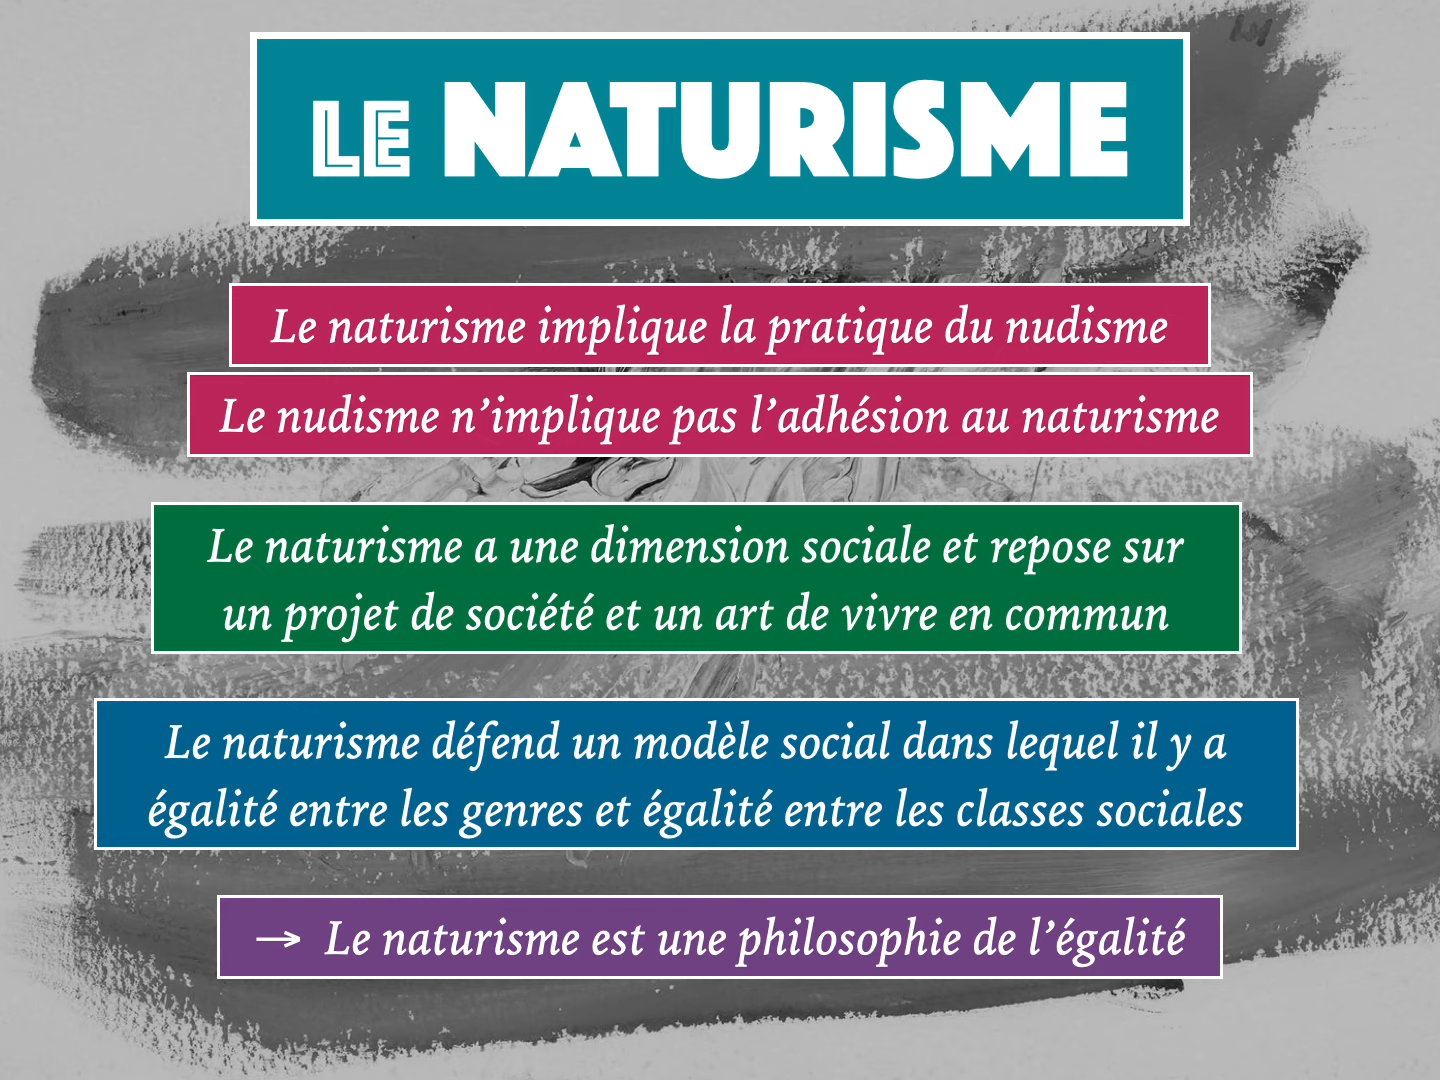 LE NATURISME
Le naturisme implique la pratique du nudisme
Le nudisme n’implique pas l’adhésion au naturisme
Le naturisme a une dimension sociale et repose sur
un projet de société et un art de vivre en commun
Le naturisme défend un modèle social dans lequel il y a
égalité entre les genres et égalité entre les classes sociales
→ Le naturisme est une philosophie de l’égalité